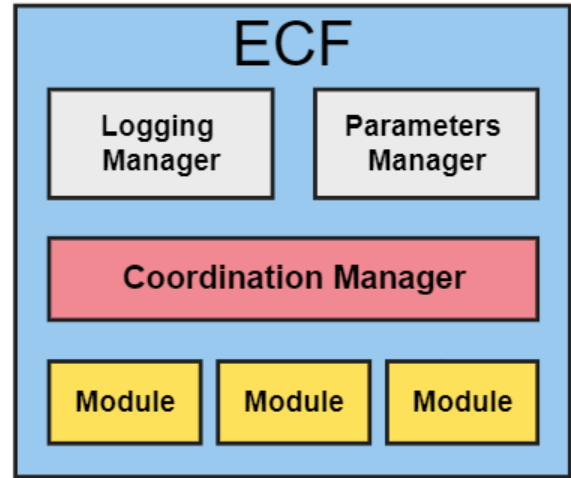 ECF
Logging
Manager
Parameters
Manager
Coordination Manager
Module
Module
Module